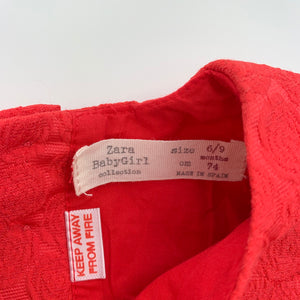 Zara
BabyGirl
collection
size 6/9
months
cm 74
MADE IN SPAIN
KEEP AWAY
FROM FIRE